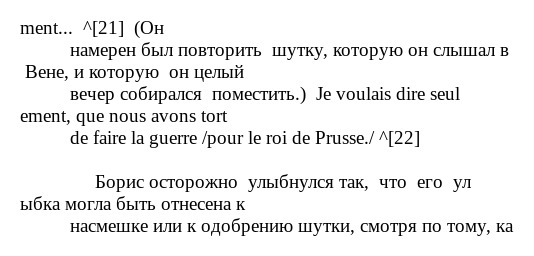 ment...  ^[21]  (Он
намерен был повторить  шутку, которую он слышал в
Вене, и которую  он целый
вечер собирался  поместить.)  Je voulais dire seul
ement, que nous avons tort
de faire la guerre /pour le roi de Prusse./ ^[22]
Борис осторожно  улыбнулся так,  что  его  ул
ыбка могла быть отнесена к
насмешке или к одобрению шутки, смотря по тому, ка